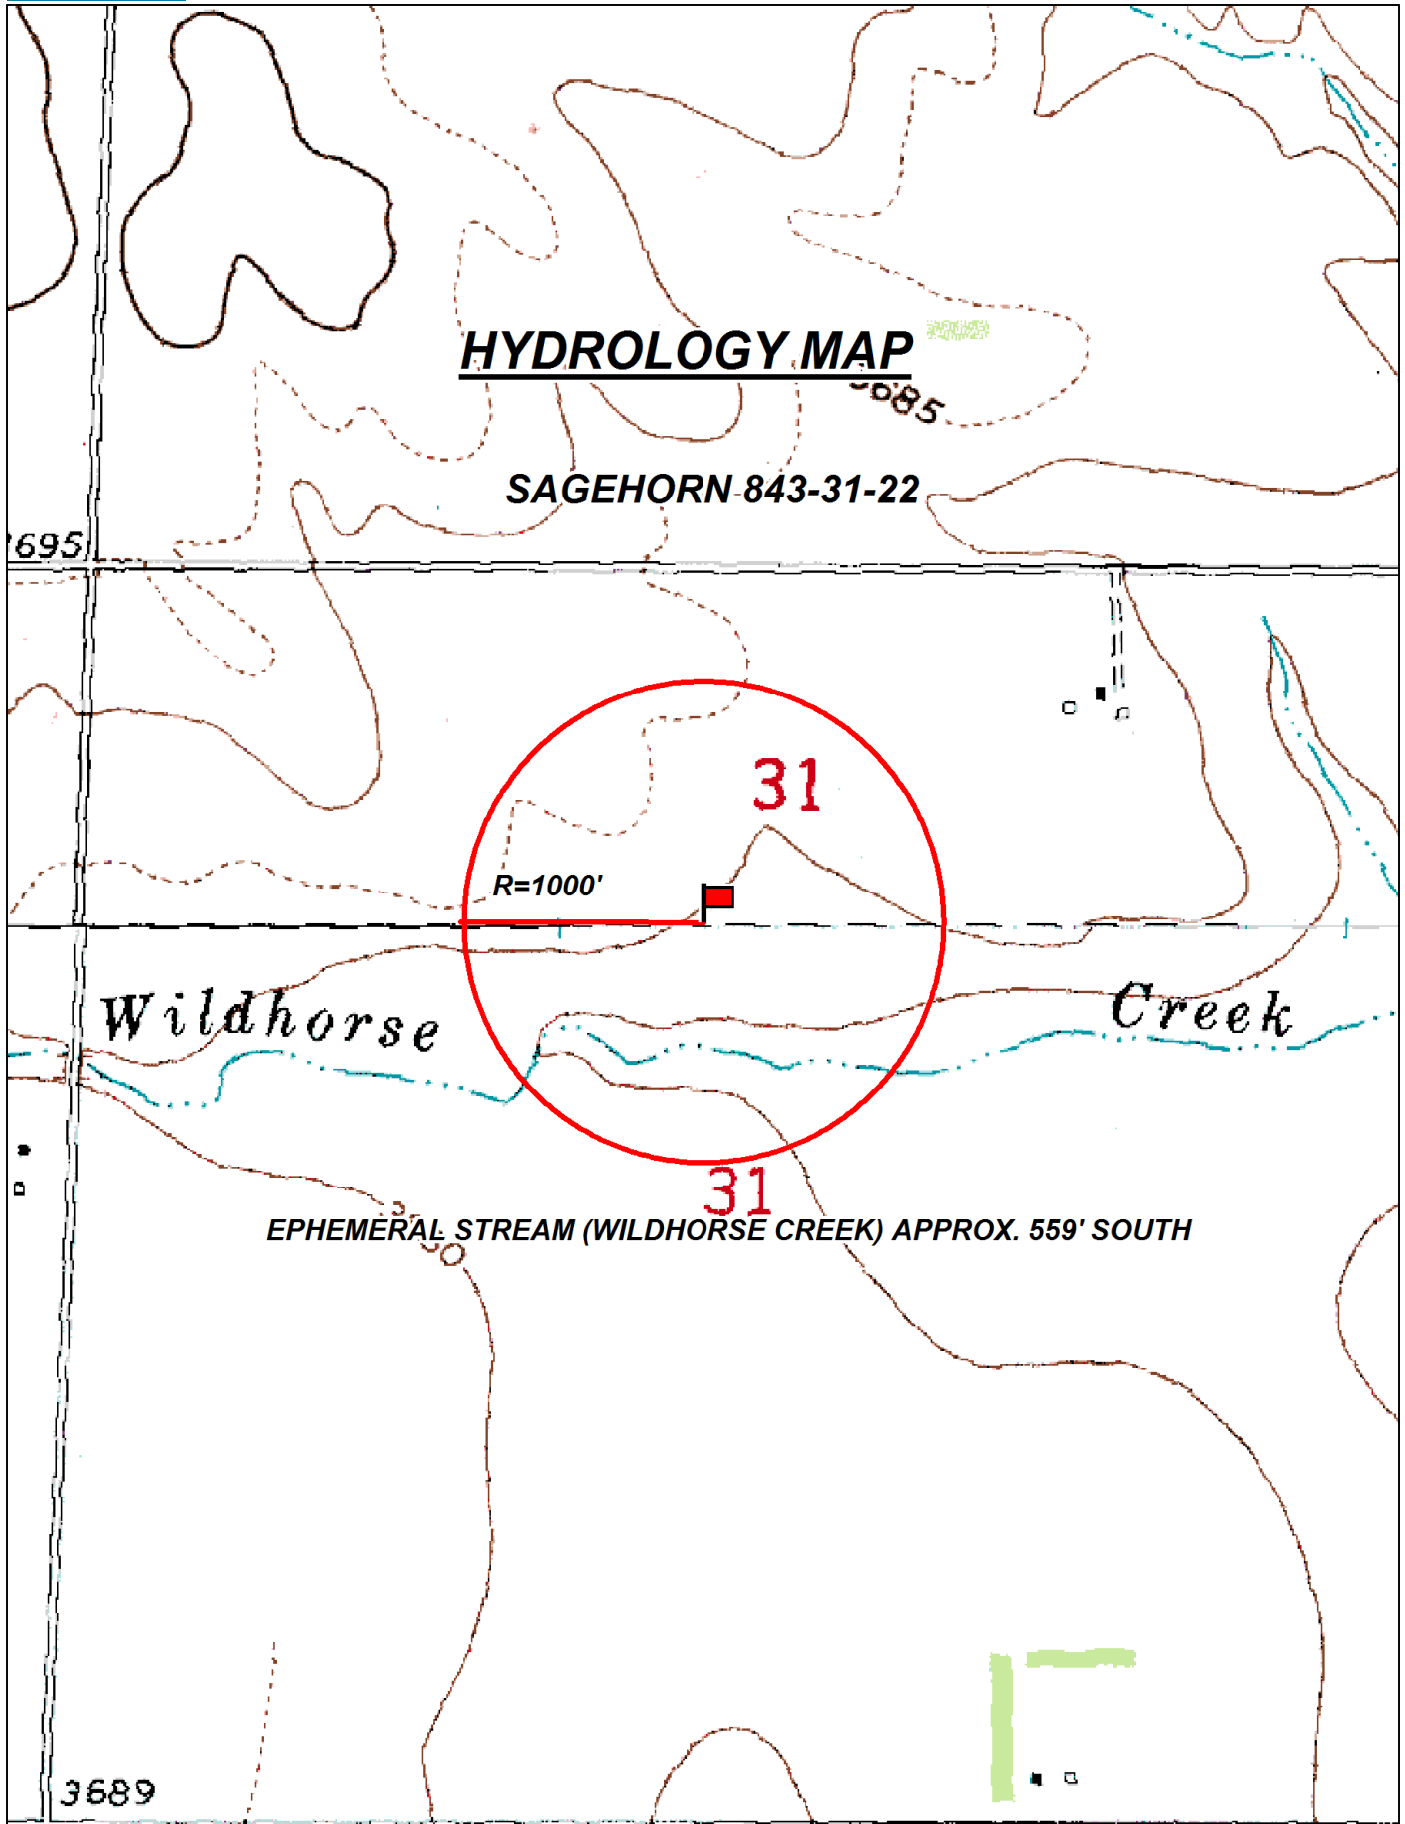 HYDROLOGY MAP
3685
SAGEHORN 843-31-22
3695
31
R=1000'
Wildhorse Creek
31
EPHEMERAL STREAM (WILDHORSE CREEK) APPROX. 559' SOUTH
3689